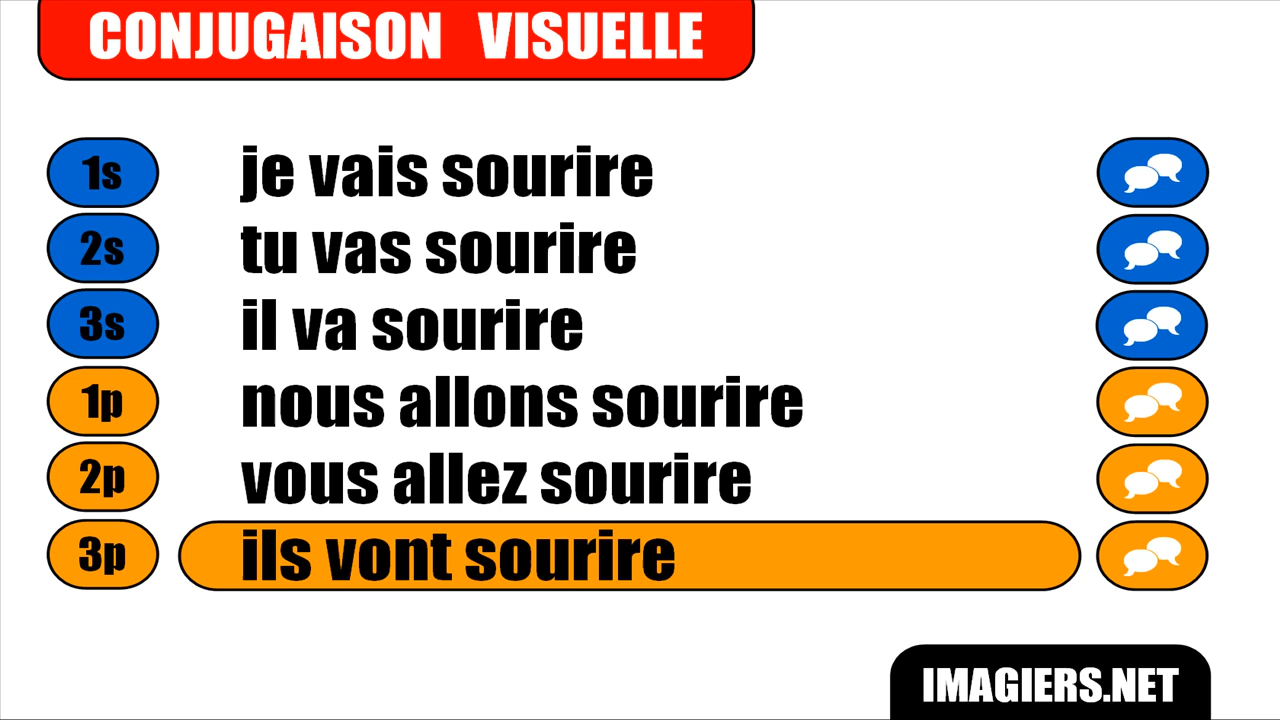 CONJUGAISON VISUELLE
1s je vais sourire
2s tu vas sourire
3s il va sourire
1p nous allons sourire
2p vous allez sourire
3p ils vont sourire
IMAGIERS.NET